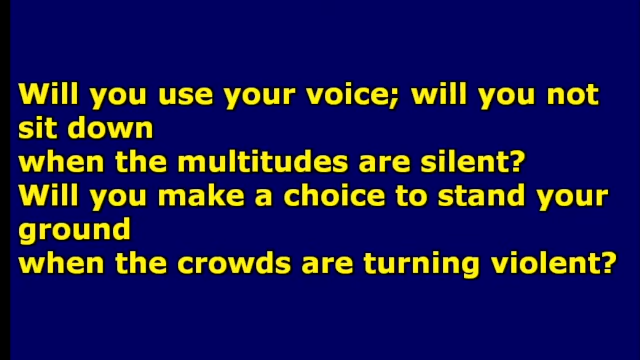 Will you use your voice; will you not
sit down
when the multitudes are silent?
Will you make a choice to stand your
ground
when the crowds are turning violent?